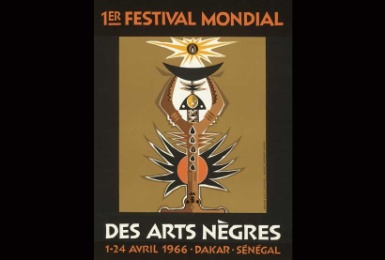 1ER FESTIVAL MONDIAL
DES ARTS NÈGRES
1-24 AVRIL 1966 · DAKAR · SÉNÉGAL